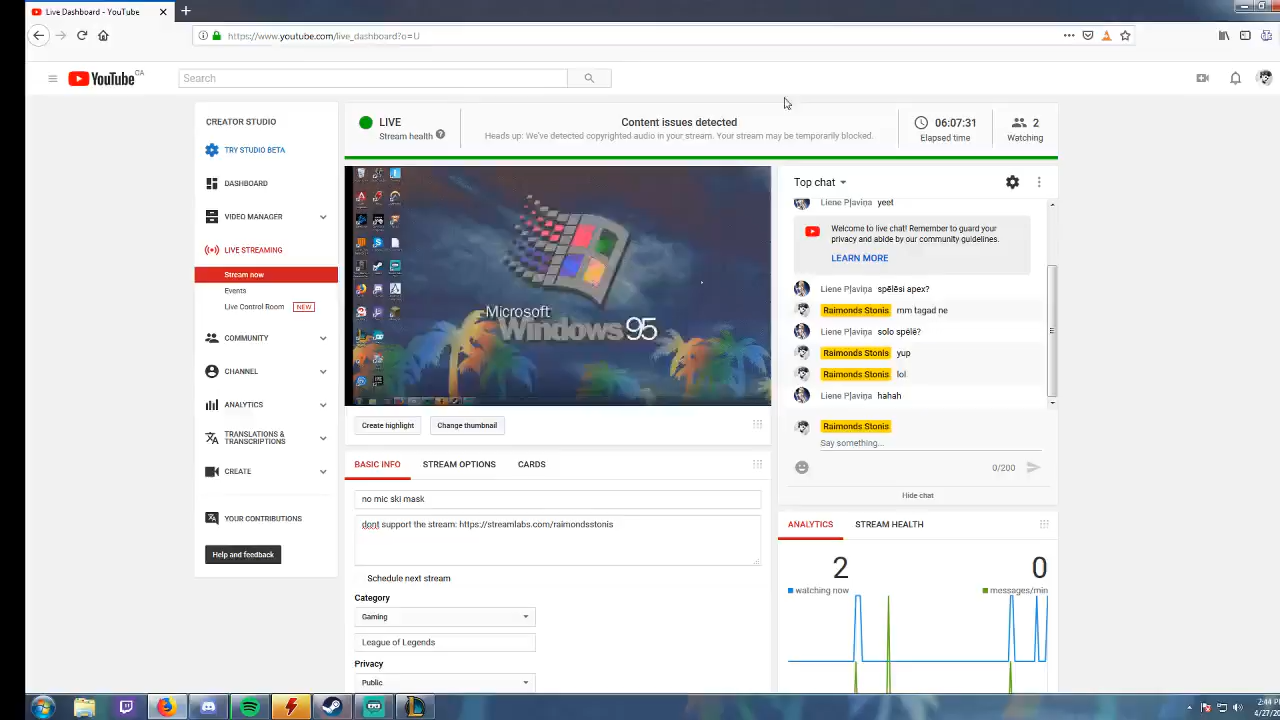 Live Dashboard - YouTube
https://www.youtube.com/live_dashboard?o=U
YouTube CA
Search
CREATOR STUDIO
TRY STUDIO BETA
DASHBOARD
VIDEO MANAGER
LIVE STREAMING
Stream now
Events
Live Control Room NEW
COMMUNITY
CHANNEL
ANALYTICS
TRANSLATIONS &
TRANSCRIPTIONS
CREATE
YOUR CONTRIBUTIONS
Help and feedback
LIVE
Stream health ?
Content issues detected
Heads up: We've detected copyrighted audio in your stream. Your stream may be temporarily blocked.
06:07:31
Elapsed time
2
Watching
Microsoft
Windows 95
Create highlight
Change thumbnail
BASIC INFO STREAM OPTIONS CARDS
no mic ski mask
dont support the stream: https://streamlabs.com/raimondsstonis
Schedule next stream
Category
Gaming
League of Legends
Privacy
Public
Top chat
Liene Pļaviņa yeet
Welcome to live chat! Remember to guard your
privacy and abide by our community guidelines.
LEARN MORE
Liene Pļaviņa spēlēsi apex?
Raimonds Stonis mm tagad ne
Liene Pļaviņa solo spēlē?
Raimonds Stonis yup
Raimonds Stonis lol
Liene Pļaviņa hahah
Raimonds Stonis
Say something...
0/200
Hide chat
ANALYTICS STREAM HEALTH
2
watching now
0
messages/min
2:44 PM